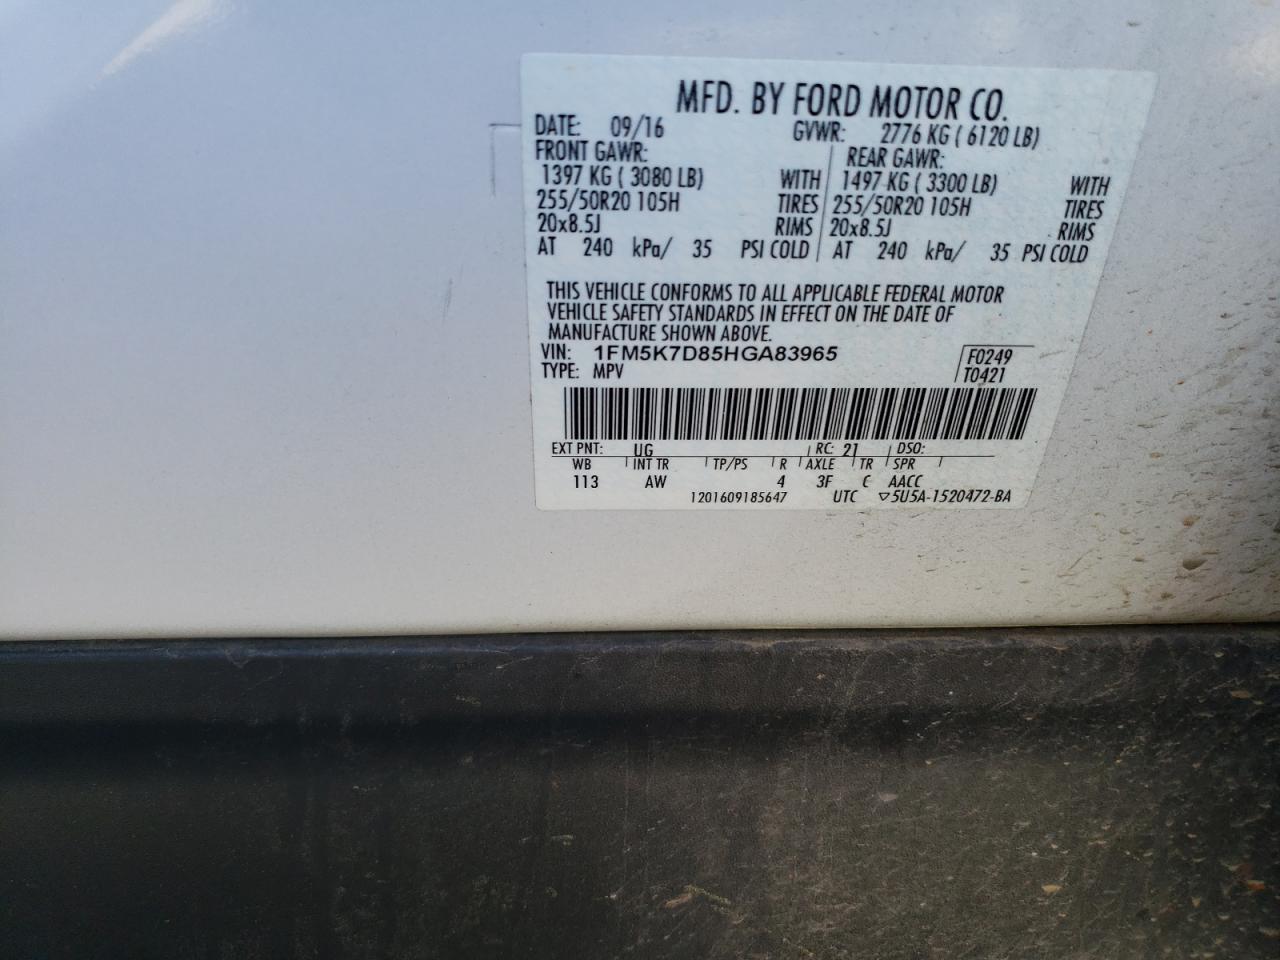 MFD. BY FORD MOTOR CO.
DATE: 09/16 GVWR: 2776 KG ( 6120 LB)
FRONT GAWR: REAR GAWR:
1397 KG ( 3080 LB) WITH 1497 KG ( 3300 LB) WITH
255/50R20 105H TIRES 255/50R20 105H TIRES
20x8.5J RIMS 20x8.5J RIMS
AT 240 kPa/ 35 PSI COLD AT 240 kPa/ 35 PSI COLD
THIS VEHICLE CONFORMS TO ALL APPLICABLE FEDERAL MOTOR
VEHICLE SAFETY STANDARDS IN EFFECT ON THE DATE OF
MANUFACTURE SHOWN ABOVE.
VIN: 1FM5K7D85HGA83965 F0249
TYPE: MPV T0421
EXT PNT: UG RC: 21 DSO:
WB INT TR TP/PS R AXLE TR SPR
113 AW 4 3F C AACC
1201609185647 UTC ▽5U5A-1520472-BA